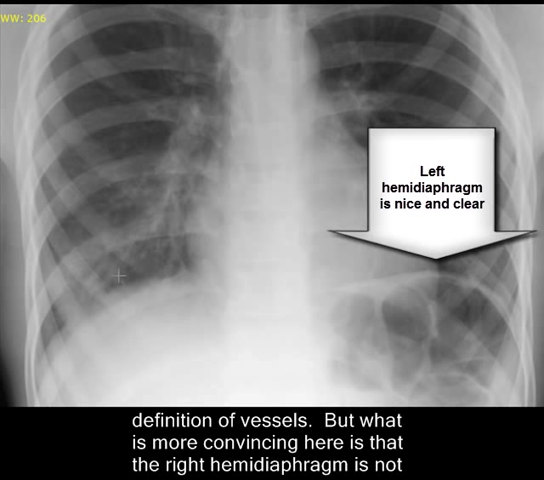 WW: 206
Left
hemidiaphragm
is nice and clear
definition of vessels.  But what
is more convincing here is that
the right hemidiaphragm is not